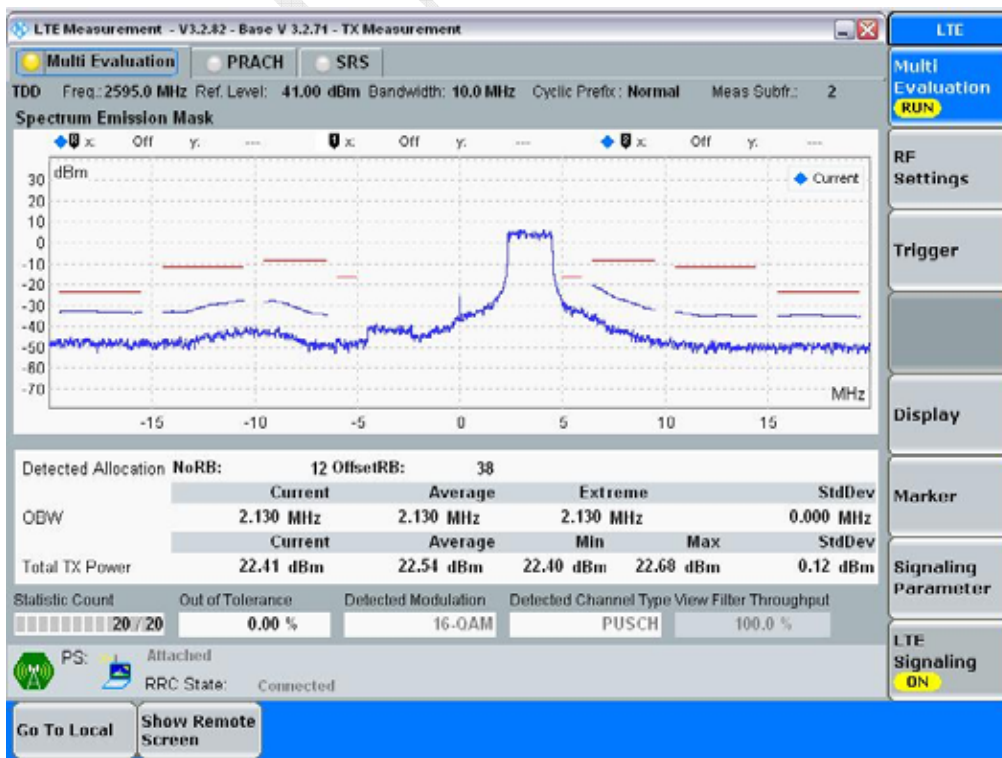 LTE Measurement - V3.2.82 - Base V 3.2.71 - TX Measurement
LTE
Multi Evaluation PRACH SRS
Multi
Evaluation
RUN
TDD Freq.: 2595.0 MHz Ref. Level: 41.00 dBm Bandwidth: 10.0 MHz Cyclic Prefix: Normal Meas Subfr.: 2
Spectrum Emission Mask
x: Off y: --- 1 x: Off y: --- 2 x: Off y: ---
dBm
Current
30
20
10
0
-10
-20
-30
-40
-50
-60
-70
MHz
-15 -10 -5 0 5 10 15
RF
Settings
Trigger
Display
Detected Allocation NoRB: 12 OffsetRB: 38
Current Average Extreme StdDev
OBW 2.130 MHz 2.130 MHz 2.130 MHz 0.000 MHz
Current Average Min Max StdDev
Total TX Power 22.41 dBm 22.54 dBm 22.40 dBm 22.68 dBm 0.12 dBm
Marker
Signaling
Parameter
Statistic Count Out of Tolerance Detected Modulation Detected Channel Type View Filter Throughput
20 / 20 0.00 % 16-QAM PUSCH 100.0 %
PS: Attached
RRC State: Connected
LTE
Signaling
ON
Go To Local
Show Remote
Screen